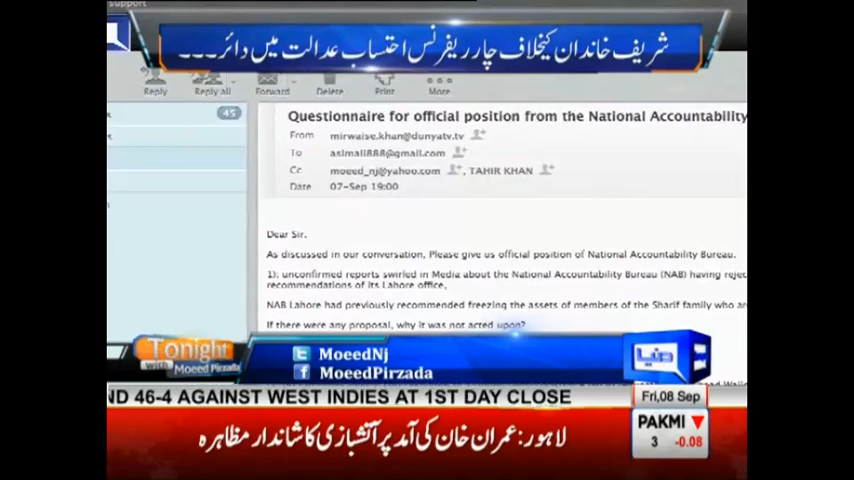 support
شریف خاندان کیخلاف چار ریفرنس احتساب عدالت میں دائر۔۔۔
Reply Reply all Forward Delete Print More
45
Questionnaire for official position from the National Accountability
From mirwaise.khan@dunyatv.tv
To asimali888@gmail.com
Cc moeed_nj@yahoo.com, TAHIR KHAN
Date 07-Sep 19:00
Dear Sir.
As discussed in our conversation, Please give us official position of National Accountability Bureau.
1): unconfirmed reports swirled in Media about the National Accountability Bureau (NAB) having rejec
recommendations of its Lahore office,
NAB Lahore had previously recommended freezing the assets of members of the Sharif family who ar
If there were any proposal, why it was not acted upon?
Tonight
with Moeed Pirzada
MoeedNj
MoeedPirzada
دنیا
ND 46-4 AGAINST WEST INDIES AT 1ST DAY CLOSE
Fri,08 Sep
PAKMI
3 -0.08
لاہور:عمران خان کی آمد پر آتشبازی کا شاندار مظاہرہ